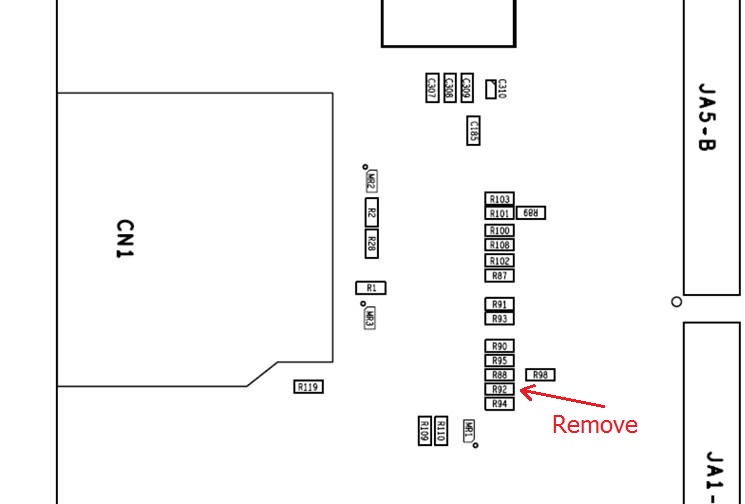 C307
C308
C309
C310
C185
JA5-B
MR2
R2
R28
R103
R101
R89
R100
R108
R102
R87
CN1
R1
MR3
R91
R93
R90
R95
R88
R98
R92
R94
R119
Remove
R109
R110
MR1
JA1-